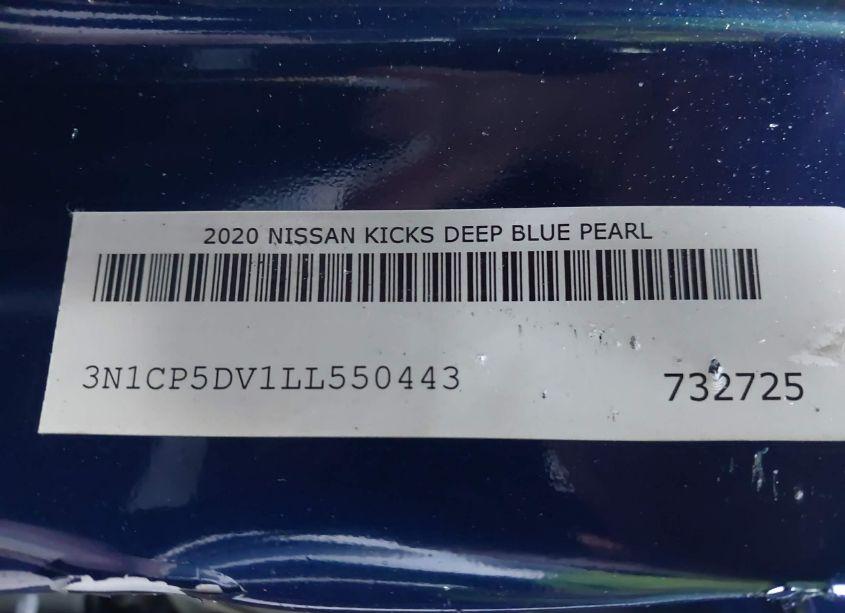 2020 NISSAN KICKS DEEP BLUE PEARL
3N1CP5DV1LL550443 732725